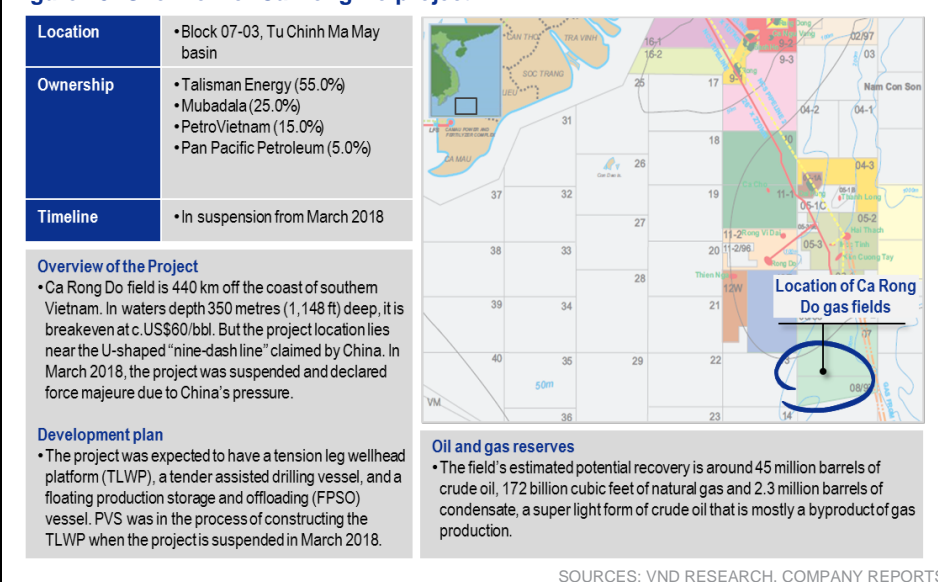 Location
•Block 07-03, Tu Chinh Ma May
basin
Ownership
•Talisman Energy (55.0%)
•Mubadala (25.0%)
•PetroVietnam (15.0%)
•Pan Pacific Petroleum (5.0%)
Timeline
•In suspension from March 2018
Overview of the Project
•Ca Rong Do field is 440 km off the coast of southern
Vietnam. In waters depth 350 metres (1,148 ft) deep, it is
breakeven at c.US$60/bbl. But the project location lies
near the U-shaped “nine-dash line” claimed by China. In
March 2018, the project was suspended and declared
force majeure due to China’s pressure.
Development plan
•The project was expected to have a tension leg wellhead
platform (TLWP), a tender assisted drilling vessel, and a
floating production storage and offloading (FPSO)
vessel. PVS was in the process of constructing the
TLWP when the project is suspended in March 2018.
CAN THO
TRA VINH
SOC TRANG
CA MAU
16-1
16-2
9-2
02/97
9-3
03
25
17
Nam Con Son
04-2
04-1
31
18
26
04-3
37
32
19
11-1
05-1C
Thanh Long
27
05-2
11-2
Rong Vi Dai
Hai Thach
38
33
20
11-2/96
05-3
Rong Do
28
12W
39
34
21
Location of Ca Rong
Do gas fields
07
40
35
29
22
50m
08/9
VM
36
23
14
Oil and gas reserves
•The field’s estimated potential recovery is around 45 million barrels of
crude oil, 172 billion cubic feet of natural gas and 2.3 million barrels of
condensate, a super light form of crude oil that is mostly a byproduct of gas
production.
SOURCES: VND RESEARCH, COMPANY REPORTS